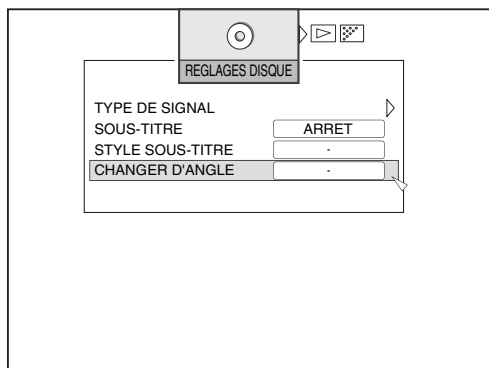 REGLAGES DISQUE
TYPE DE SIGNAL
SOUS-TITRE ARRET
STYLE SOUS-TITRE -
CHANGER D'ANGLE -